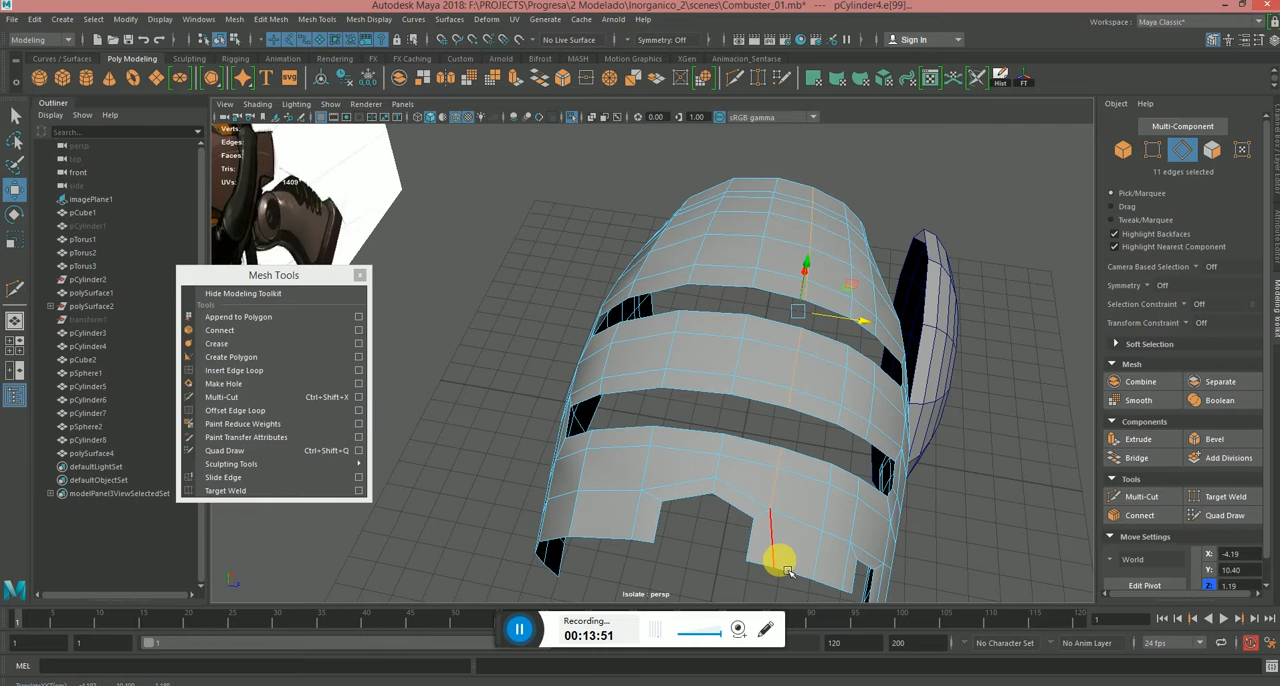 Autodesk Maya 2018: F:\PROJECTS\Progresa\2 Modelado\Inorganico_2\scenes\Combuster_01.mb* --- pCylinder4.e[99]...
File Edit Create Select Modify Display Windows Mesh Edit Mesh Mesh Tools Mesh Display Curves Surfaces Deform UV Generate Cache Arnold Help
Workspace : Maya Classic*
Modeling
No Live Surface
Symmetry: Off
Sign In
Curves / Surfaces Poly Modeling Sculpting Rigging Animation Rendering FX FX Caching Custom Arnold Bifrost MASH Motion Graphics XGen Animacion_Sentarse
SVG
Hist
FT
Outliner
Display Show Help
Search...
persp
top
front
side
imagePlane1
pCube1
pCylinder1
pTorus1
pTorus2
pTorus3
pCylinder2
polySurface1
polySurface2
transform1
pCylinder3
pCylinder4
pCube2
pSphere1
pCylinder5
pCylinder6
pCylinder7
pSphere2
pCylinder8
polySurface4
defaultLightSet
defaultObjectSet
modelPanel3ViewSelectedSet
View Shading Lighting Show Renderer Panels
0.00
1.00
sRGB gamma
Verts:
Edges:
Faces:
Tris:
UVs:
1409
Mesh Tools
Hide Modeling Toolkit
Tools
Append to Polygon
Connect
Crease
Create Polygon
Insert Edge Loop
Make Hole
Multi-Cut Ctrl+Shift+X
Offset Edge Loop
Paint Reduce Weights
Paint Transfer Attributes
Quad Draw Ctrl+Shift+Q
Sculpting Tools
Slide Edge
Target Weld
Isolate : persp
Object Help
Multi-Component
11 edges selected
Pick/Marquee
Drag
Tweak/Marquee
Highlight Backfaces
Highlight Nearest Component
Camera Based Selection Off
Symmetry: Off
Selection Constraint Off
Transform Constraint Off
Soft Selection
Mesh
Combine Separate
Smooth Boolean
Components
Extrude Bevel
Bridge Add Divisions
Tools
Multi-Cut Target Weld
Connect Quad Draw
Move Settings
World X: -4.19
Y: 10.40
Edit Pivot Z: 1.19
Recording...
00:13:51
1 1 1 120 200 No Character Set No Anim Layer 24 fps
MEL